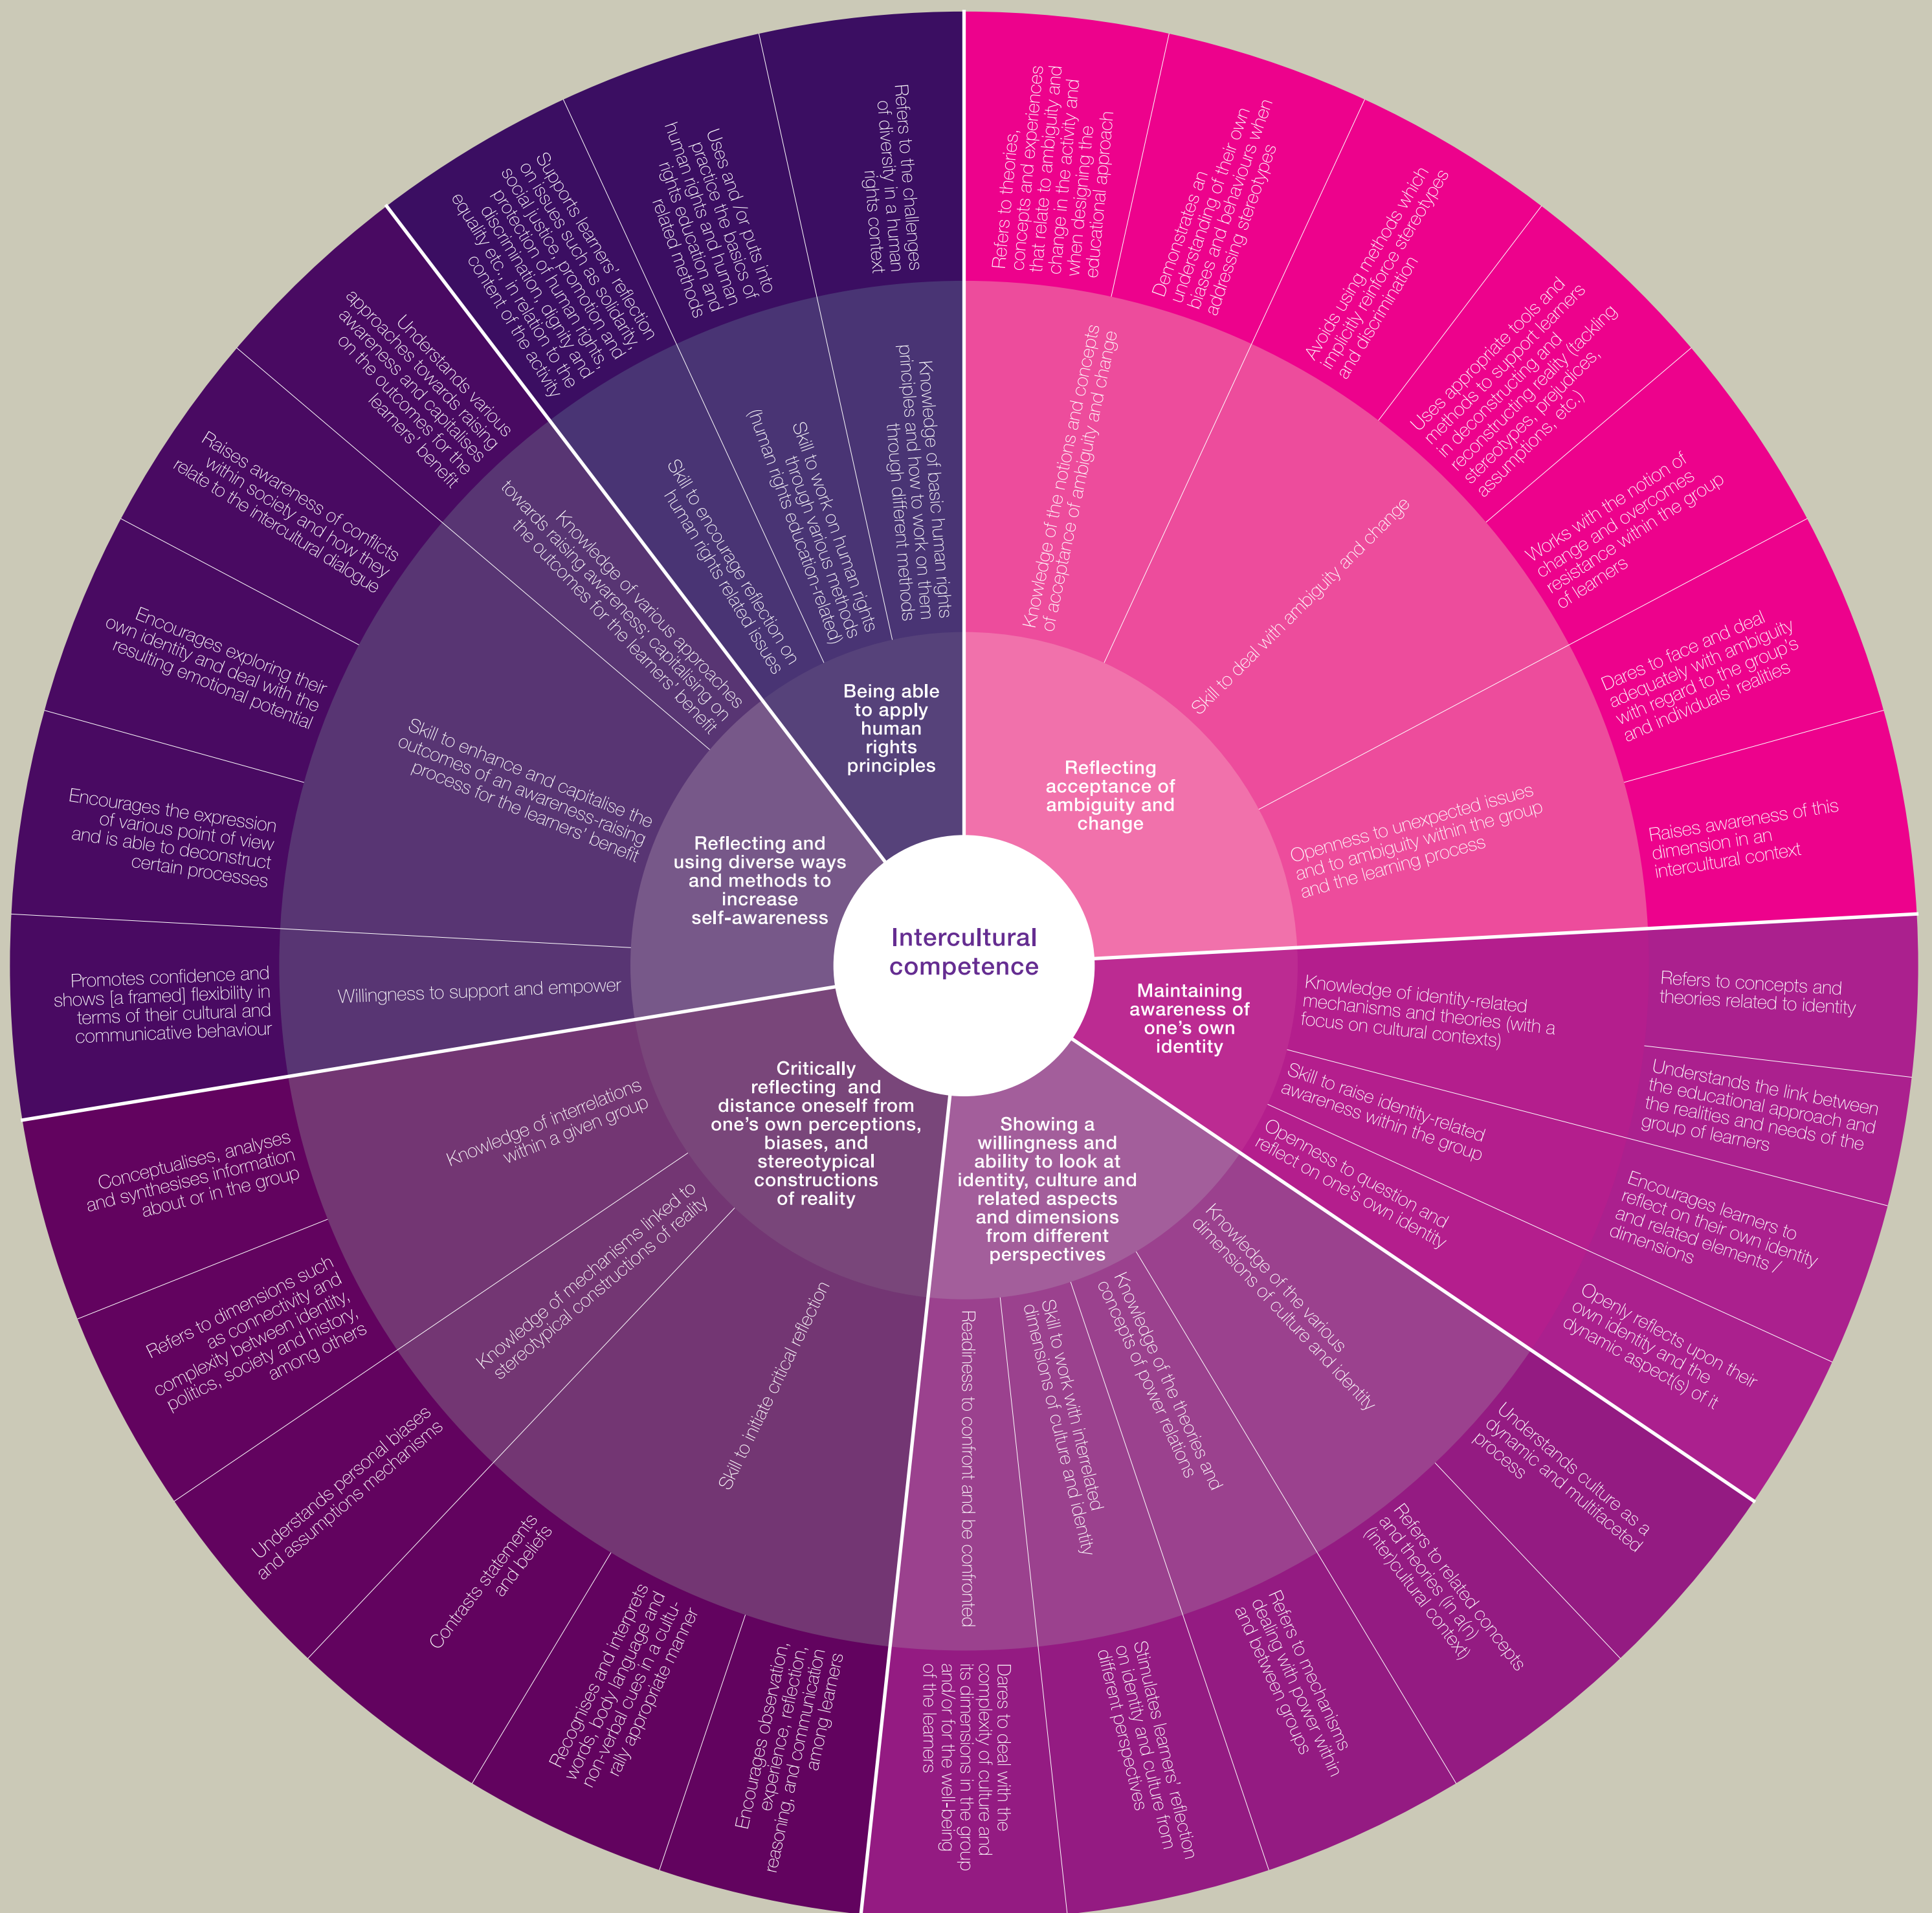 Intercultural
competence
Reflecting
acceptance of
ambiguity and
change
Knowledge of the notions and concepts
of acceptance of ambiguity and change
Refers to theories,
concepts and experiences
that relate to ambiguity and
change in the activity and
when designing the
educational approach
Demonstrates an
understanding of their own
biases and behaviours when
addressing stereotypes
Skill to deal with ambiguity and change
Avoids using methods which
implicitly reinforce stereotypes
and discrimination
Uses appropriate tools and
methods to support learners
in deconstructing and
reconstructing reality (tackling
stereotypes, prejudices,
assumptions, etc.)
Works with the notion of
change and overcomes
resistance within the group
of learners
Openness to unexpected issues
and to ambiguity within the group
and the learning process
Dares to face and deal
adequately with ambiguity
with regard to the group's
and individuals' realities
Raises awareness of this
dimension in an
intercultural context
Maintaining
awareness of
one's own
identity
Knowledge of identity-related
mechanisms and theories (with a
focus on cultural contexts)
Refers to concepts and
theories related to identity
Understands the link between
the educational approach and
the realities and needs of the
group of learners
Skill to raise identity-related
awareness within the group
Encourages learners to
reflect on their own identity
and related elements /
dimensions
Openness to question and
reflect on one's own identity
Openly reflects upon their
own identity and the
dynamic aspect(s) of it
Showing a
willingness and
ability to look at
identity, culture and
related aspects
and dimensions
from different
perspectives
Knowledge of the various
dimensions of culture and identity
Understands culture as a
dynamic and multifaceted
process
Refers to related concepts
and theories (in a(n)
(inter)cultural context)
Knowledge of the theories and
concepts of power relations
Refers to mechanisms
dealing with power within
and between groups
Skill to work with interrelated
dimensions of culture and identity
Stimulates learners' reflection
on identity and culture from
different perspectives
Readiness to confront and be confronted
Dares to deal with the
complexity of culture and
its dimensions in the group
and/or for the well-being
of the learners
Critically
reflecting and
distance oneself from
one's own perceptions,
biases, and
stereotypical
constructions
of reality
Skill to initiate critical reflection
Encourages observation,
experience, reflection,
reasoning, and communication
among learners
Recognises and interprets
words, body language and
non-verbal cues in a cultu-
rally appropriate manner
Contrasts statements
and beliefs
Knowledge of mechanisms linked to
stereotypical constructions of reality
Understands personal biases
and assumptions mechanisms
Knowledge of interrelations
within a given group
Refers to dimensions such
as connectivity and
complexity between identity,
politics, society and history,
among others
Conceptualises, analyses
and synthesises information
about or in the group
Reflecting and
using diverse ways
and methods to
increase
self-awareness
Willingness to support and empower
Promotes confidence and
shows [a framed] flexibility in
terms of their cultural and
communicative behaviour
Skill to enhance and capitalise the
outcomes of an awareness-raising
process for the learners' benefit
Encourages the expression
of various point of view
and is able to deconstruct
certain processes
Encourages exploring their
own identity and deal with the
resulting emotional potential
Raises awareness of conflicts
within society and how they
relate to the intercultural dialogue
Knowledge of various approaches
towards raising awareness; capitalising on
the outcomes for the learners' benefit
Understands various
approaches towards raising
awareness and capitalises
on the outcomes for the
learners' benefit
Being able
to apply
human
rights
principles
Skill to encourage reflection on
human rights related issues
Supports learners' reflection
on issues such as solidarity,
social justice, promotion and
protection of human rights,
discrimination, dignity and
equality etc., in relation to the
content of the activity
Skill to work on human rights
through various methods
(human rights education-related)
Uses and /or puts into
practice the basics of
human rights and human
rights education and
related methods
Knowledge of basic human rights
principles and how to work on them
through different methods
Refers to the challenges
of diversity in a human
rights context